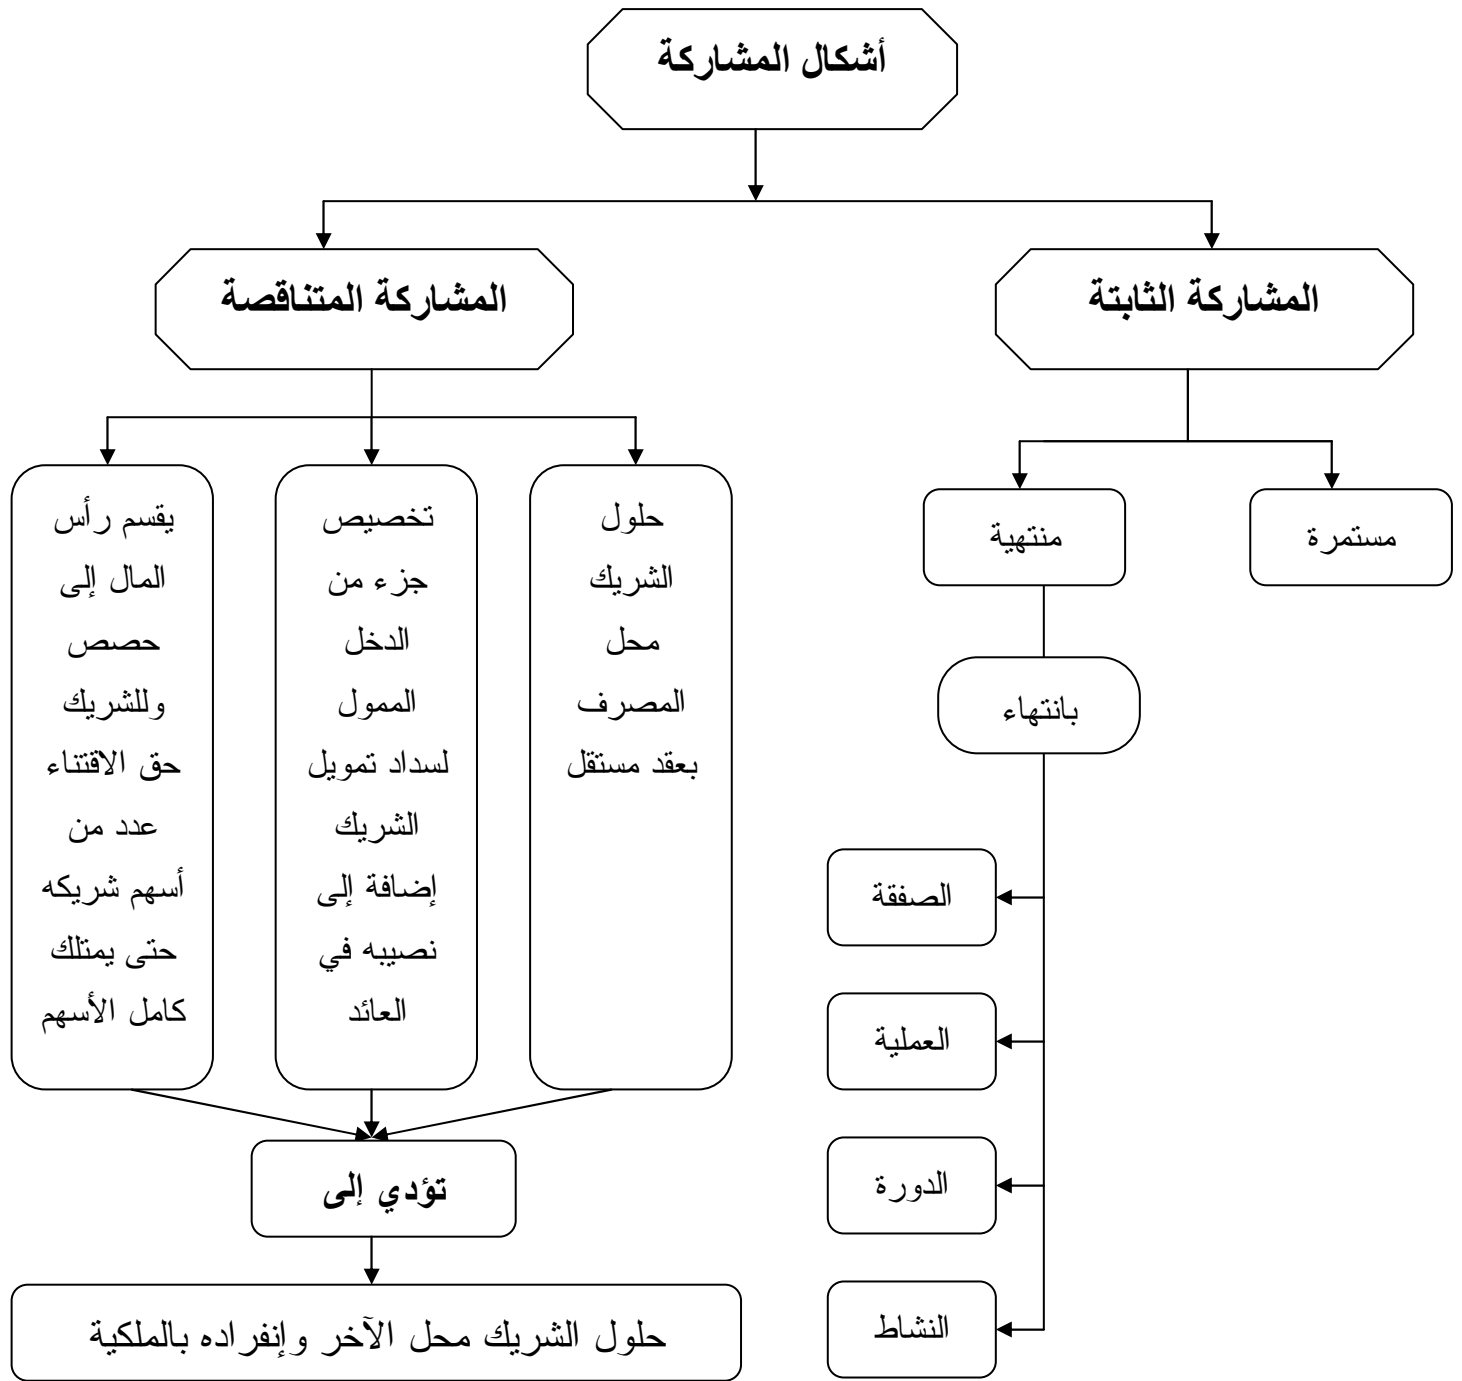 أشكال المشاركة
المشاركة الثابتة
المشاركة المتناقصة
مستمرة
منتهية
بانتهاء
الصفقة
العملية
الدورة
النشاط
حلول
الشريك
محل
المصرف
بعقد مستقل
تخصيص
جزء من
الدخل
الممول
لسداد تمويل
الشريك
إضافة إلى
نصيبه في
العائد
يقسم رأس
المال إلى
حصص
وللشريك
حق الاقتناء
عدد من
أسهم شريكه
حتى يمتلك
كامل الأسهم
تؤدي إلى
حلول الشريك محل الآخر وإنفراده بالملكية